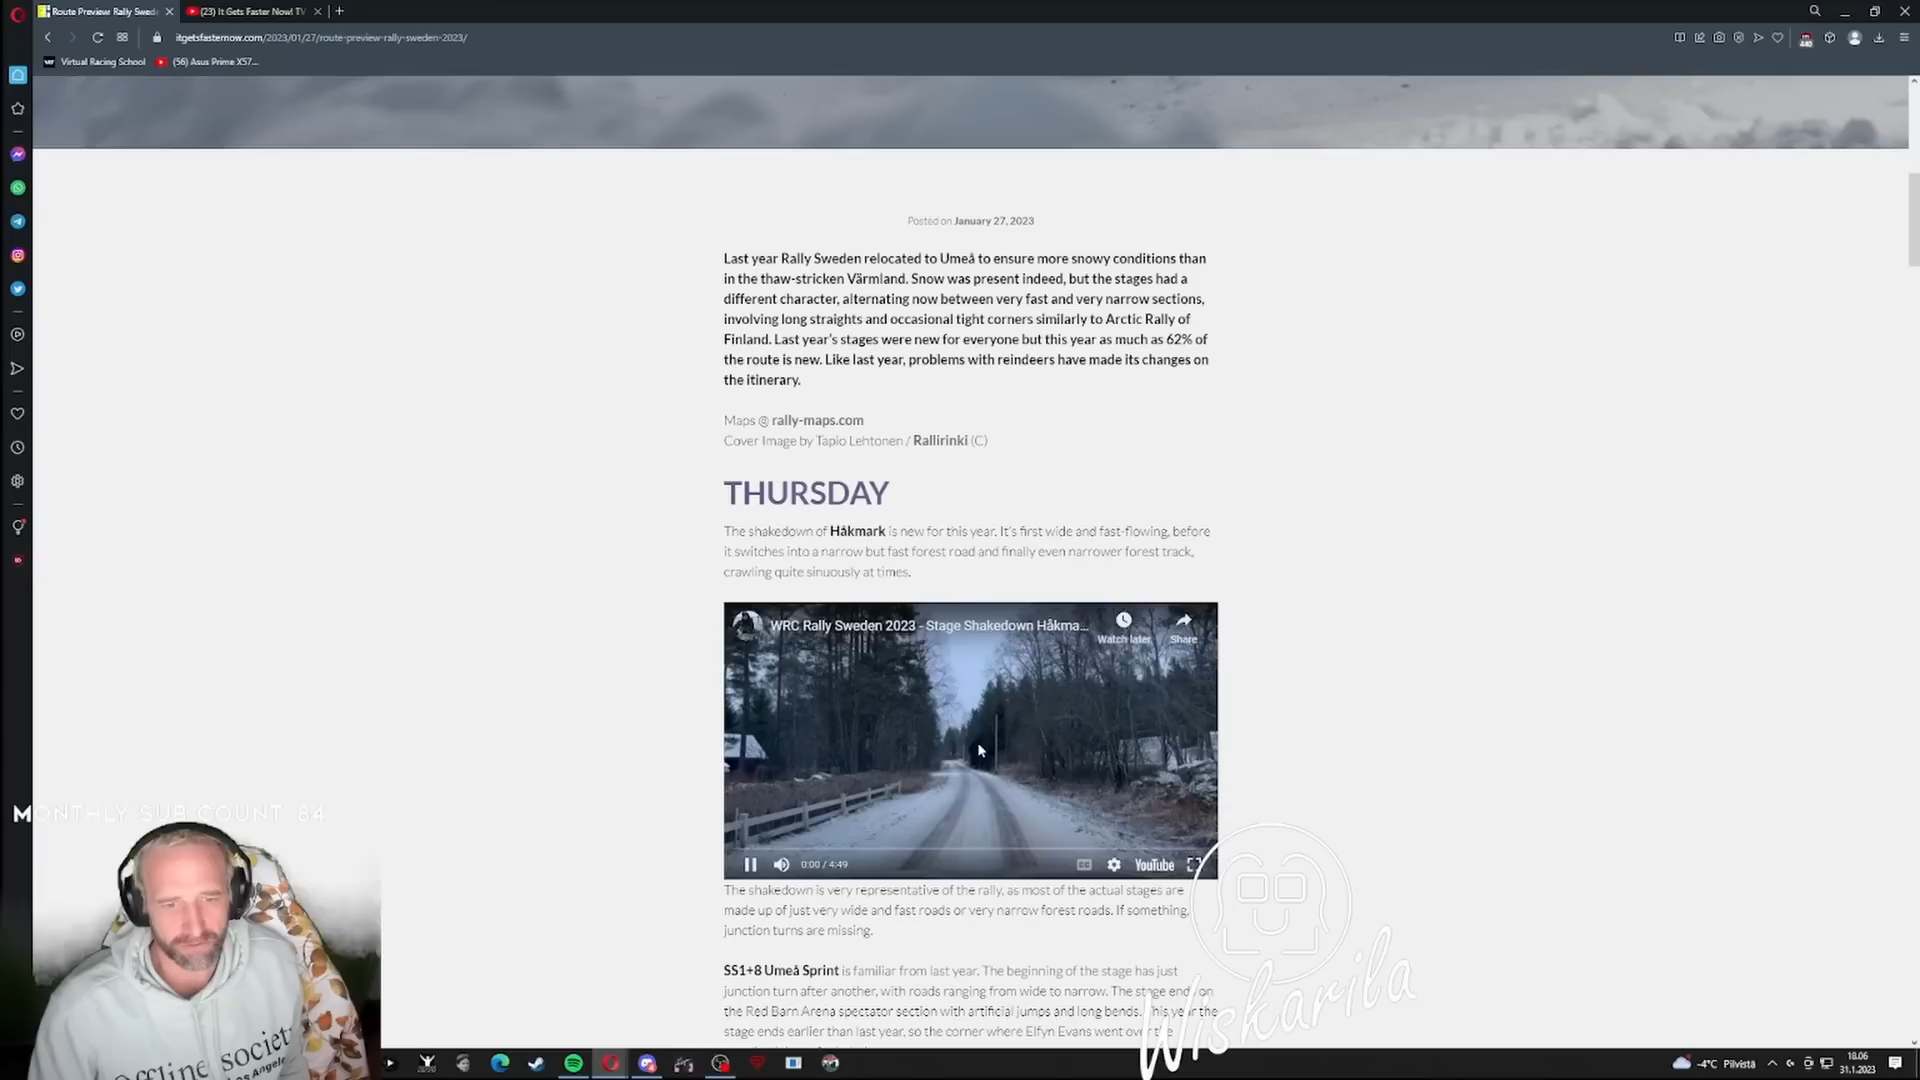 Route Preview: Rally Swed
(23) It Gets Faster Now! TV
itgetsfasternow.com/2023/01/27/route-preview-rally-sweden-2023/
440
Virtual Racing School
(56) Asus Prime X57...
Posted on January 27, 2023
Last year Rally Sweden relocated to Umeå to ensure more snowy conditions than
in the thaw-stricken Värmland. Snow was present indeed, but the stages had a
different character, alternating now between very fast and very narrow sections,
involving long straights and occasional tight corners similarly to Arctic Rally of
Finland. Last year's stages were new for everyone but this year as much as 62% of
the route is new. Like last year, problems with reindeers have made its changes on
the itinerary.
Maps @ rally-maps.com
Cover Image by Tapio Lehtonen / Rallirinki (C)
THURSDAY
The shakedown of Håkmark is new for this year. It's first wide and fast-flowing, before
it switches into a narrow but fast forest road and finally even narrower forest track,
crawling quite sinuously at times.
WRC Rally Sweden 2023 - Stage Shakedown Håkma...
Watch later
Share
0:00 / 4:49
YouTube
The shakedown is very representative of the rally, as most of the actual stages are
made up of just very wide and fast roads or very narrow forest roads. If something,
junction turns are missing.
SS1+8 Umeå Sprint is familiar from last year. The beginning of the stage has just
junction turn after another, with roads ranging from wide to narrow. The stage ends on
the Red Barn Arena spectator section with artificial jumps and long bends. This year the
stage ends earlier than last year, so the corner where Elfyn Evans went over the
MONTHLY SUB COUNT 84
offline society
Los Angeles
Wiskarila
-4°C Pilvistä
18.06
31.1.2023